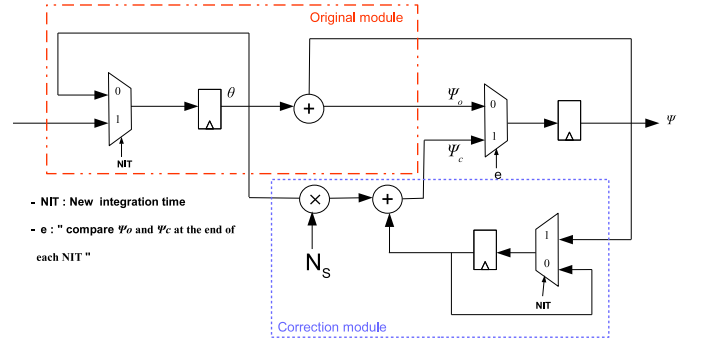 Original module
0
1
NIT
θ
+
Ψo
Ψc
0
1
e
Ψ
- NIT : New integration time
- e : " compare Ψo and Ψc at the end of
each NIT "
×
+
NS
1
0
NIT
Correction module